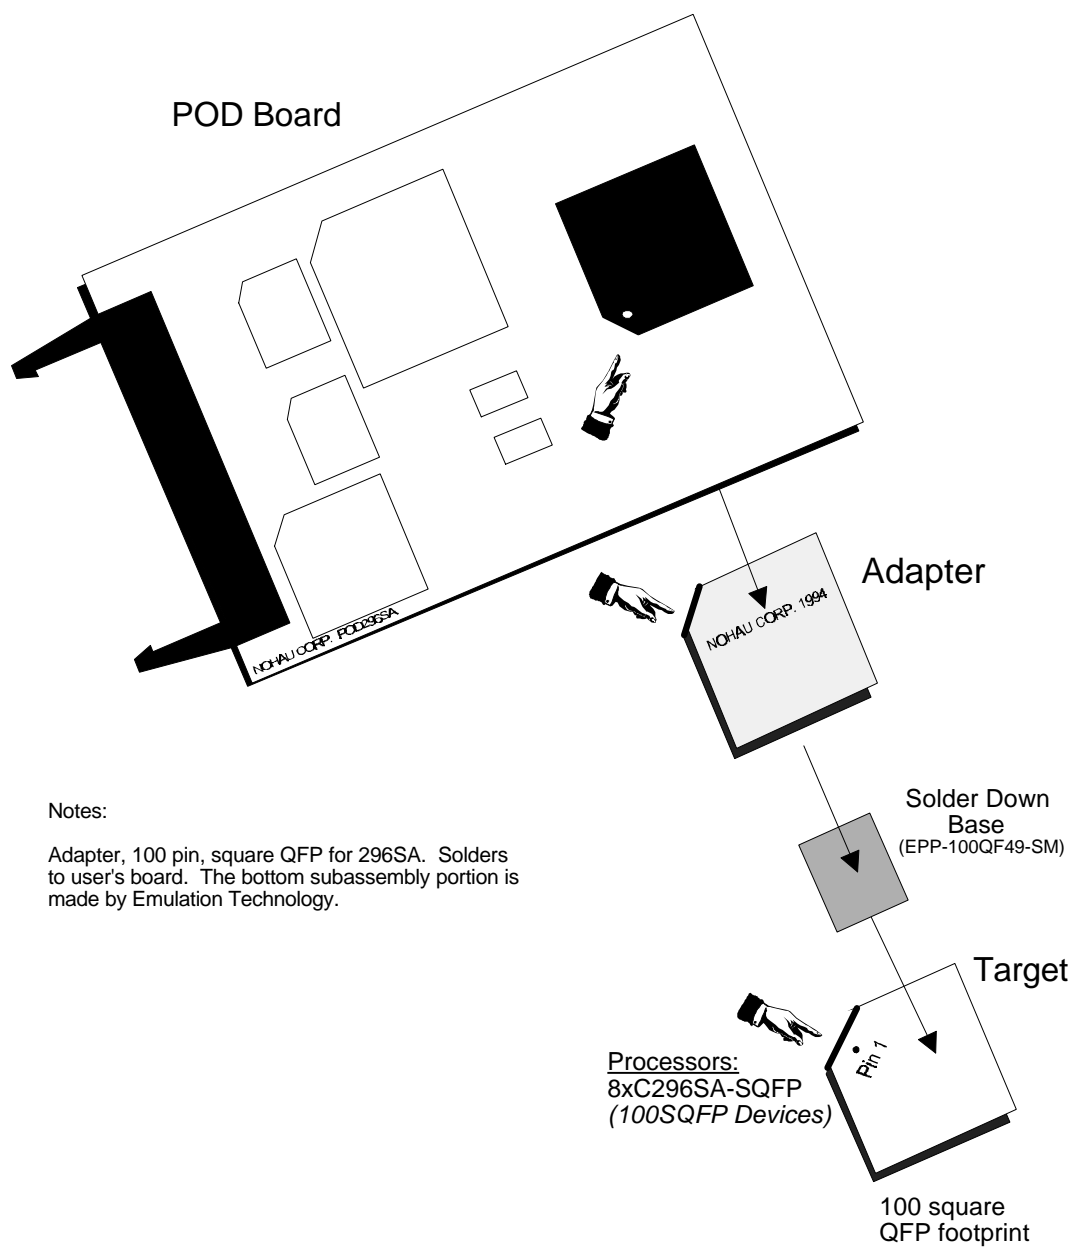 POD Board
NOHAU CORP. POD296SA
Adapter
NOHAU CORP. 1994
Notes:
Adapter, 100 pin, square QFP for 296SA. Solders
to user's board. The bottom subassembly portion is
made by Emulation Technology.
Solder Down
Base
(EPP-100QF49-SM)
Target
Pin 1
Processors:
8xC296SA-SQFP
(100SQFP Devices)
100 square
QFP footprint